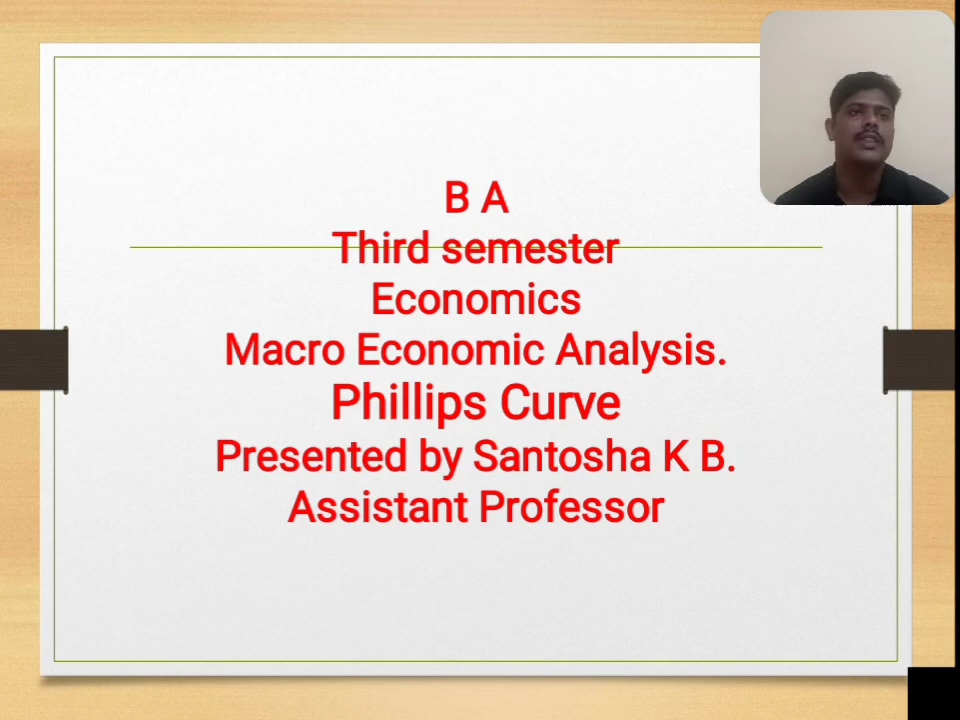 B A
Third semester
Economics
Macro Economic Analysis.
Phillips Curve
Presented by Santosha K B.
Assistant Professor